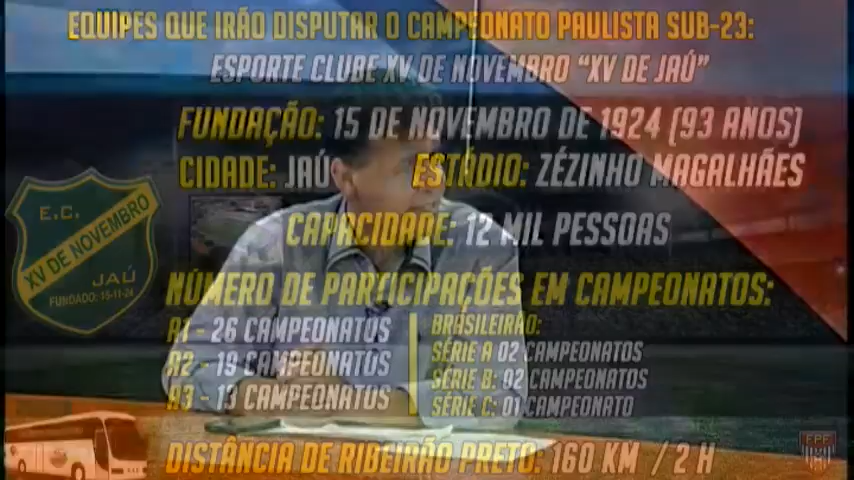 EQUIPES QUE IRÃO DISPUTAR O CAMPEONATO PAULISTA SUB-23:
ESPORTE CLUBE XV DE NOVEMBRO “XV DE JAÚ”
FUNDAÇÃO: 15 DE NOVEMBRO DE 1924 (93 ANOS)
CIDADE: JAÚ ESTÁDIO: ZÉZINHO MAGALHÃES
CAPACIDADE: 12 MIL PESSOAS
E.C.
XV DE NOVEMBRO
JAÚ
FUNDADO: 15-11-24
NÚMERO DE PARTICIPAÇÕES EM CAMPEONATOS:
A1 - 26 CAMPEONATOS
A2 - 19 CAMPEONATOS
A3 - 13 CAMPEONATOS
BRASILEIRÃO:
SÉRIE A 02 CAMPEONATOS
SÉRIE B: 02 CAMPEONATOS
SÉRIE C: 01 CAMPEONATO
DISTÂNCIA DE RIBEIRÃO PRETO: 160 KM / 2 H
FPF